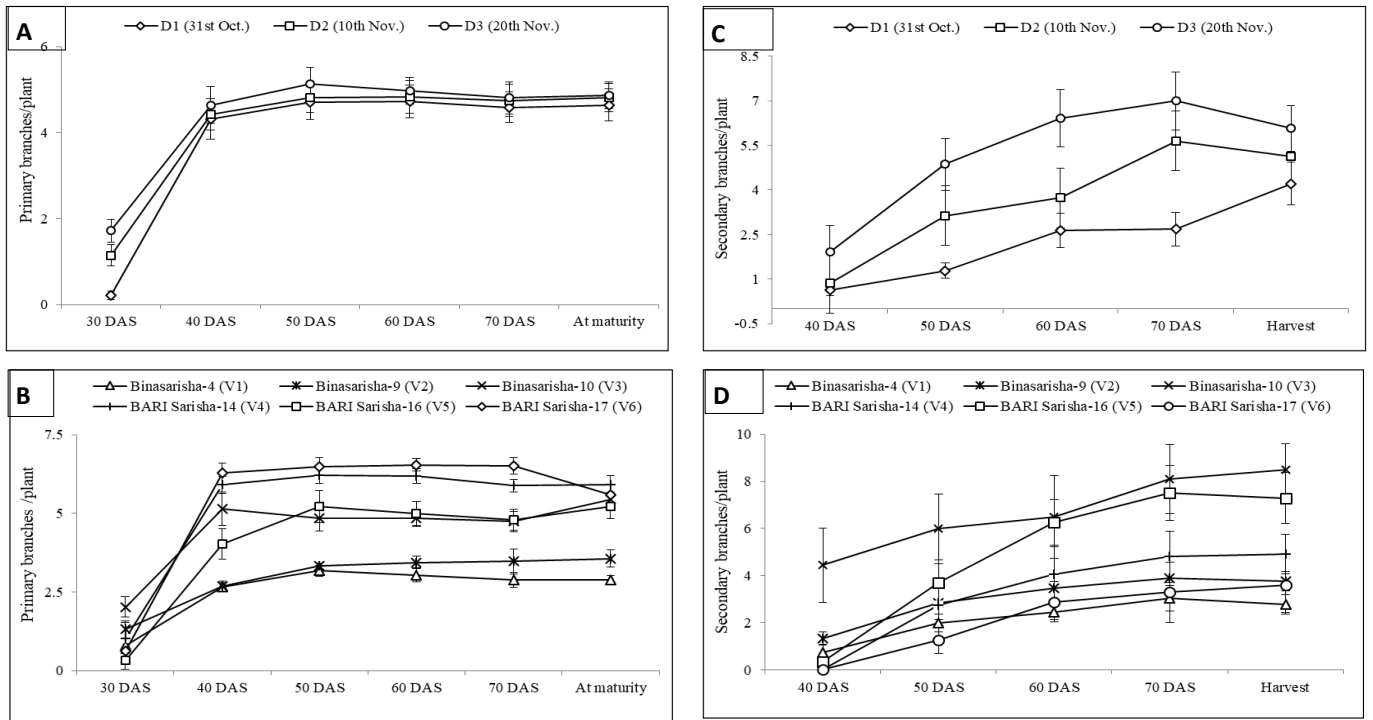 A
D1 (31st Oct.) D2 (10th Nov.) D3 (20th Nov.)
Primary branches/plant
6
4
2
0
30 DAS 40 DAS 50 DAS 60 DAS 70 DAS At maturity
C
D1 (31st Oct.) D2 (10th Nov.) D3 (20th Nov.)
Secondary branches/plant
8.5
7
5.5
4
2.5
1
-0.5
40 DAS 50 DAS 60 DAS 70 DAS Harvest
B
Binasarisha-4 (V1) Binasarisha-9 (V2) Binasarisha-10 (V3)
BARI Sarisha-14 (V4) BARI Sarisha-16 (V5) BARI Sarisha-17 (V6)
Primary branches /plant
7.5
5
2.5
0
30 DAS 40 DAS 50 DAS 60 DAS 70 DAS At maturity
D
Binasarisha-4 (V1) Binasarisha-9 (V2) Binasarisha-10 (V3)
BARI Sarisha-14 (V4) BARI Sarisha-16 (V5) BARI Sarisha-17 (V6)
Secondary branches/plant
10
8
6
4
2
0
40 DAS 50 DAS 60 DAS 70 DAS Harvest